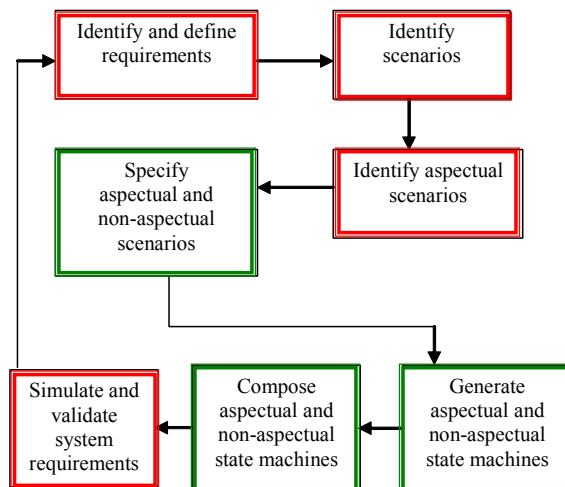 Identify and define
requirements
Identify
scenarios
Identify aspectual
scenarios
Specify
aspectual and
non-aspectual
scenarios
Generate
aspectual and
non-aspectual
state machines
Compose
aspectual and
non-aspectual
state machines
Simulate and
validate
system
requirements